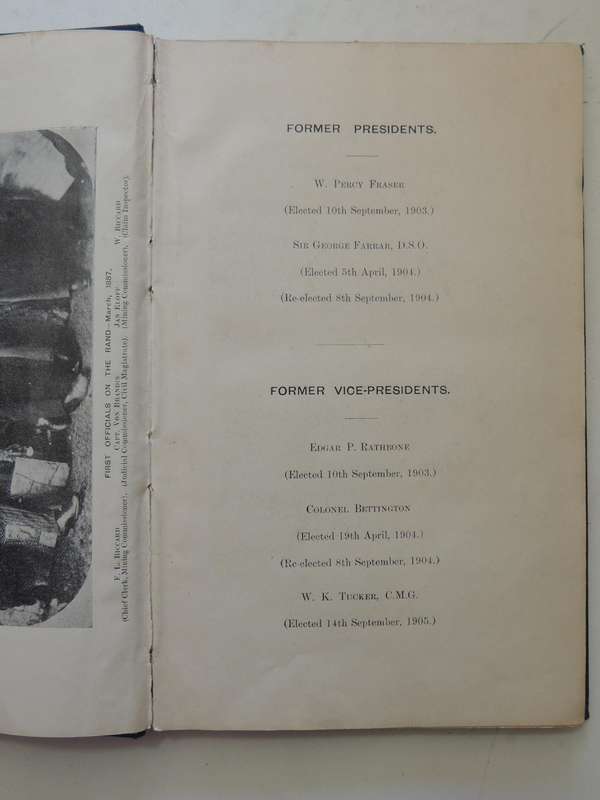 FIRST OFFICIALS ON THE RAND—March, 1887.
F. L. BICCARD CAPT. VON BRANDIS JAN ELOFF W. BICCARD
(Chief Clerk, Mining Commissioner), (Judicial Commissioner, Civil Magistrate), (Mining Commissioner), (Claim Inspector),
FORMER PRESIDENTS.
W. PERCY FRASER
(Elected 10th September, 1903.)
SIR GEORGE FARRAR, D.S.O.
(Elected 5th April, 1904.)
(Re-elected 8th September, 1904.)
FORMER VICE-PRESIDENTS.
EDGAR P. RATHBONE
(Elected 10th September, 1903.)
COLONEL BETTINGTON
(Elected 19th April, 1904.)
(Re-elected 8th September, 1904.)
W. K. TUCKER, C.M.G.
(Elected 14th September, 1905.)